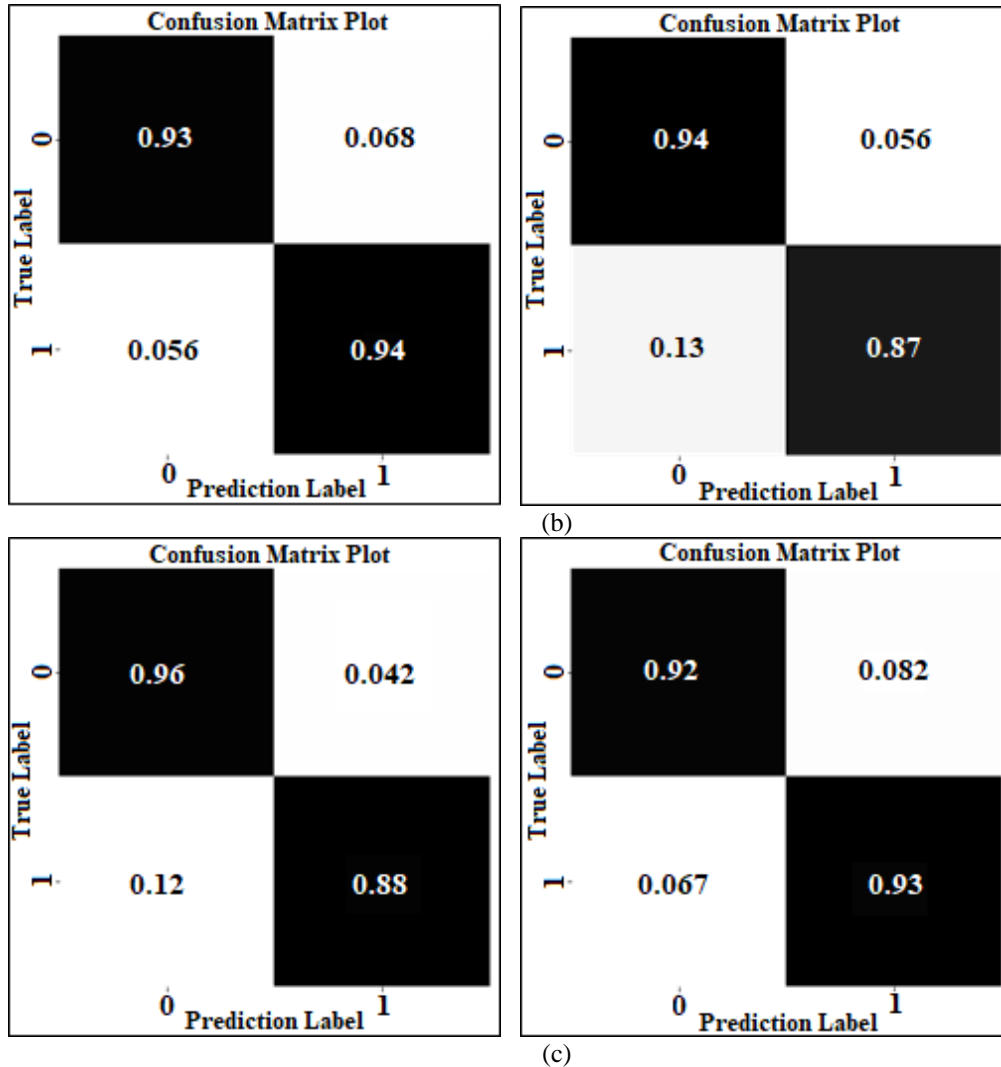 Confusion Matrix Plot
0
0.93
0.068
True Label
1
0.056
0.94
0
1
Prediction Label
Confusion Matrix Plot
0
0.94
0.056
True Label
1
0.13
0.87
0
1
Prediction Label
(b)
Confusion Matrix Plot
0
0.96
0.042
True Label
1
0.12
0.88
0
1
Prediction Label
Confusion Matrix Plot
0
0.92
0.082
True Label
1
0.067
0.93
0
1
Prediction Label
(c)